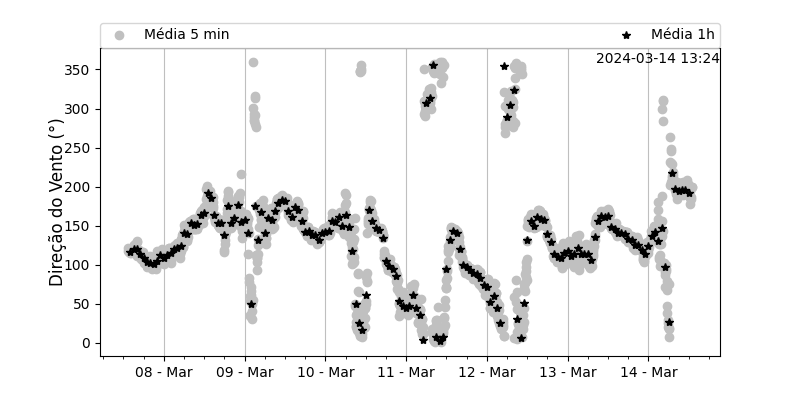 Média 5 min
Média 1h
2024-03-14 13:24
Direção do Vento (°)
350
300
250
200
150
100
50
0
08 - Mar
09 - Mar
10 - Mar
11 - Mar
12 - Mar
13 - Mar
14 - Mar